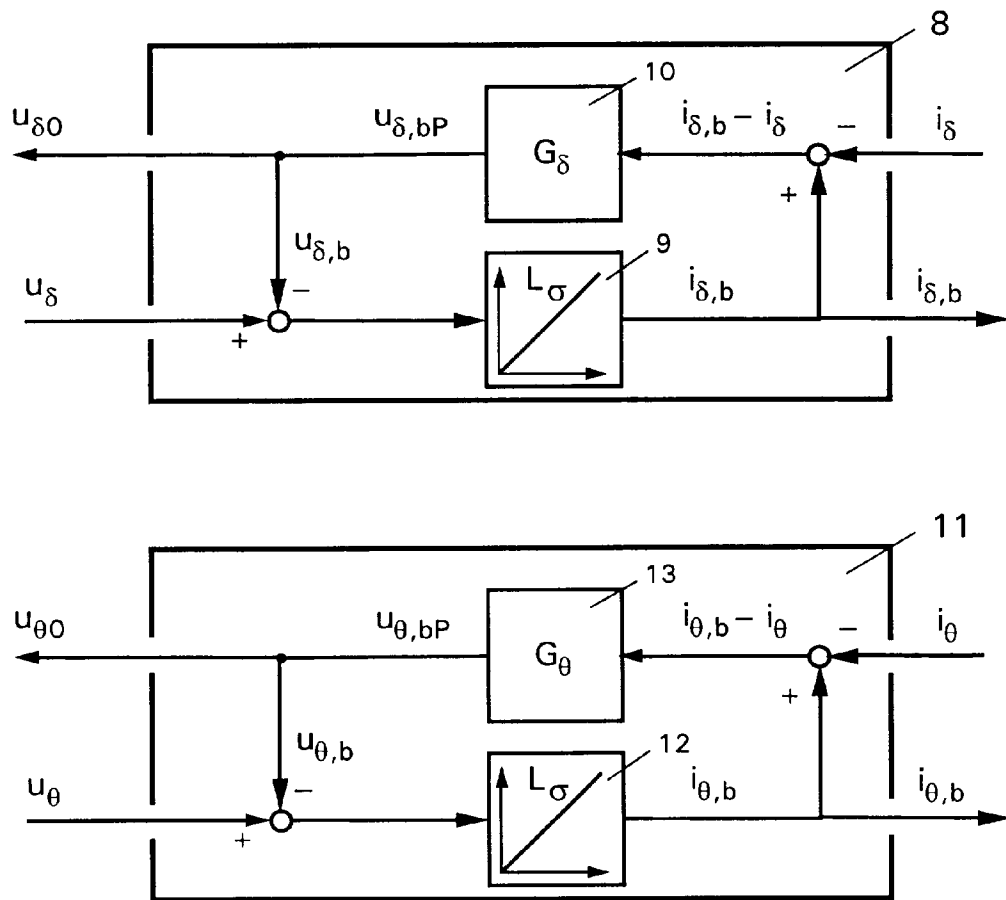 8
10
u_δ0
u_δ,bP
G_δ
i_δ,b − i_δ
−
i_δ
+
u_δ,b
9
−
u_δ
+
L_σ
i_δ,b
i_δ,b
11
13
u_θ0
u_θ,bP
G_θ
i_θ,b − i_θ
−
i_θ
+
u_θ,b
12
−
u_θ
+
L_σ
i_θ,b
i_θ,b